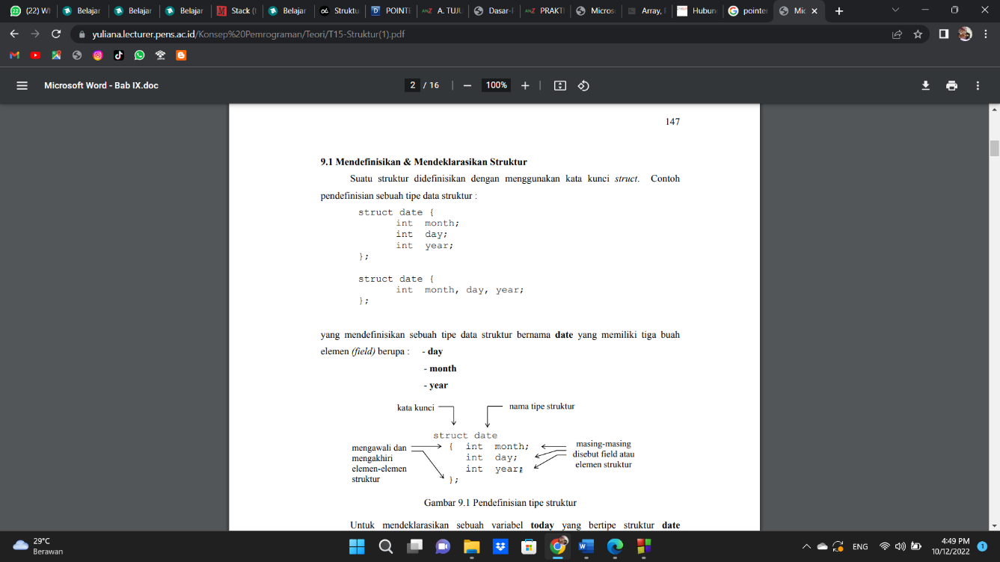 (22) Wh
Belajar
Belajar
Belajar
Stack (t
Belajar
Struktu
POINTE
A. TUJU
Dasar-F
PRAKTI
Micros
Array, F
Hubun
pointer
Mic
yuliana.lecturer.pens.ac.id/Konsep%20Pemrograman/Teori/T15-Struktur(1).pdf
Microsoft Word - Bab IX.doc
2 / 16
100%
147
9.1 Mendefinisikan & Mendeklarasikan Struktur
Suatu struktur didefinisikan dengan menggunakan kata kunci struct. Contoh
pendefinisian sebuah tipe data struktur :
struct date {
int month;
int day;
int year;
};
struct date {
int month, day, year;
};
yang mendefinisikan sebuah tipe data struktur bernama date yang memiliki tiga buah
elemen (field) berupa : - day
- month
- year
kata kunci
nama tipe struktur
struct date
{ int month;
int day;
int year;
};
mengawali dan
mengakhiri
elemen-elemen
struktur
masing-masing
disebut field atau
elemen struktur
Gambar 9.1 Pendefinisian tipe struktur
Untuk mendeklarasikan sebuah variabel today yang bertipe struktur date
29°C
Berawan
ENG
4:49 PM
10/12/2022
1